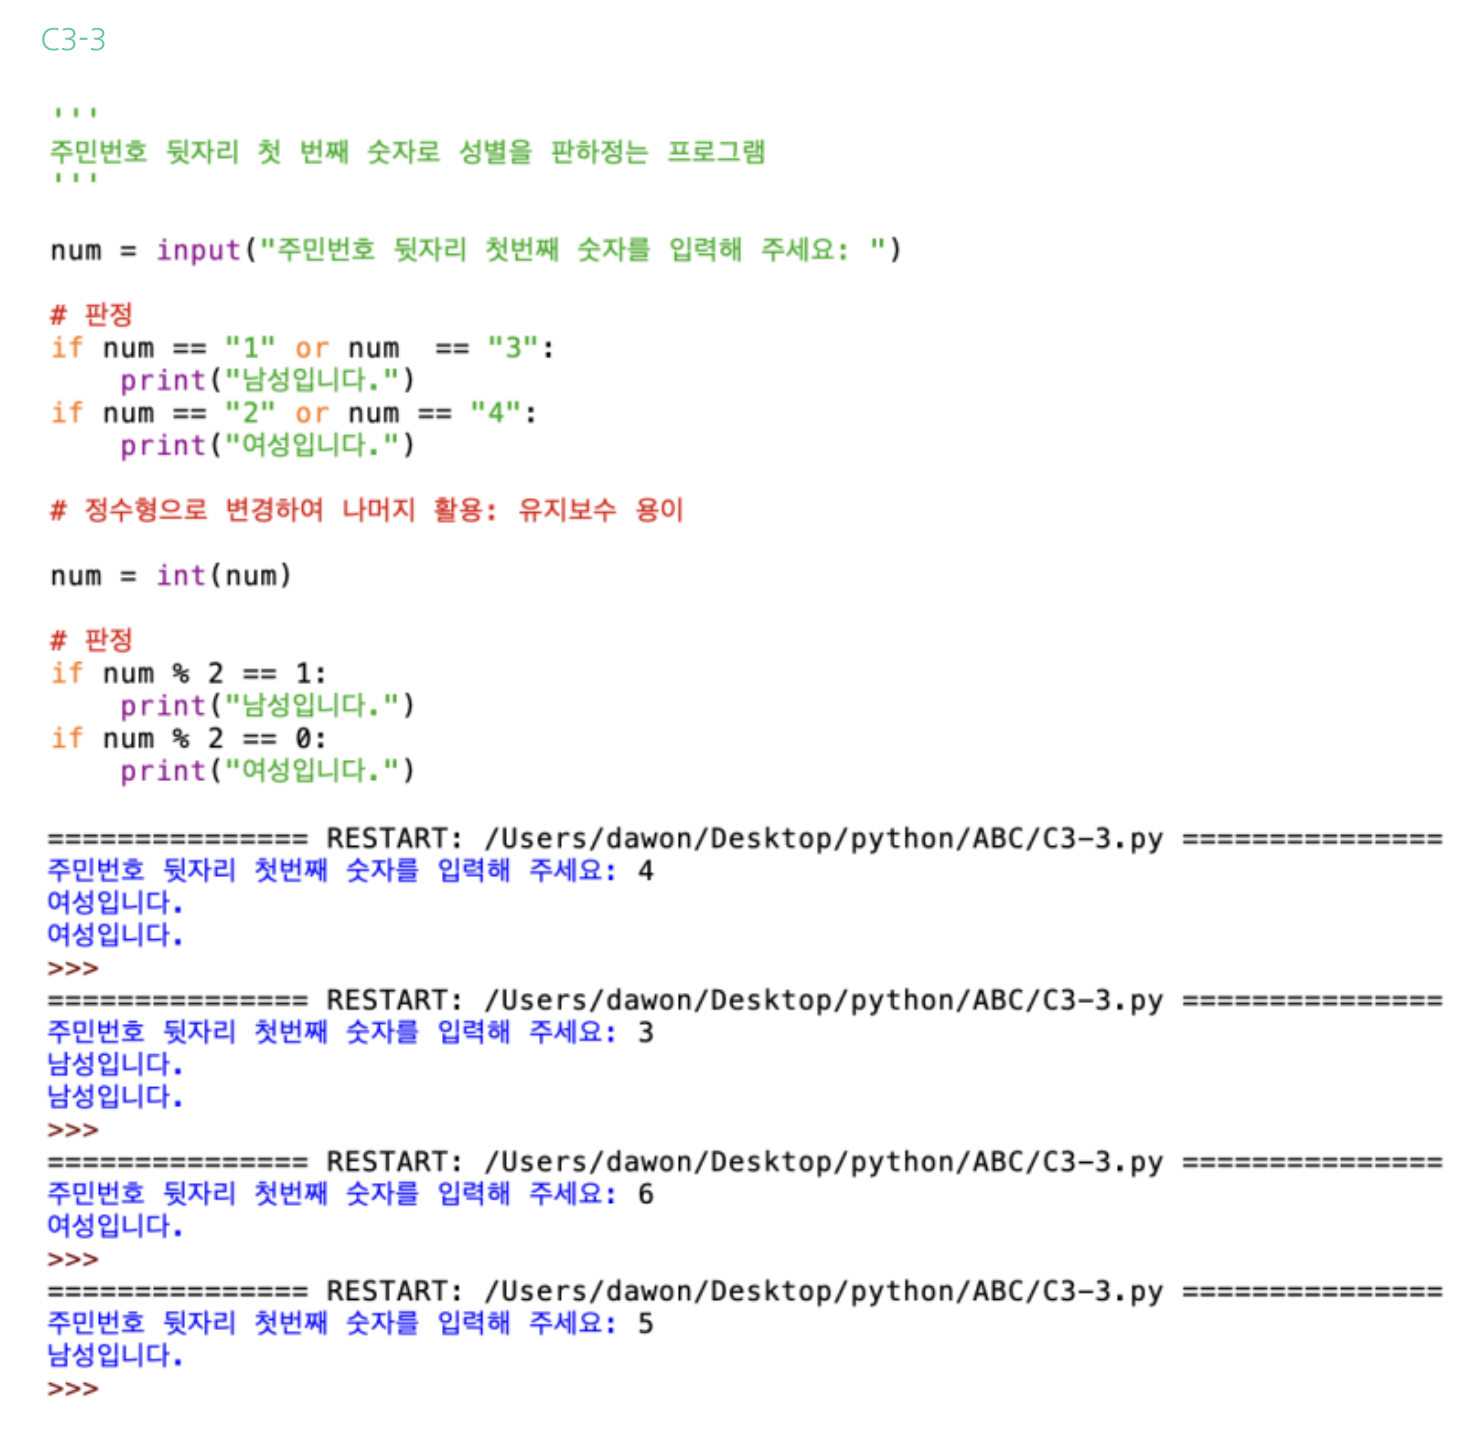 C3-3
'''
주민번호 뒷자리 첫 번째 숫자로 성별을 판하정는 프로그램
'''
num = input("주민번호 뒷자리 첫번째 숫자를 입력해 주세요: ")
# 판정
if num == "1" or num  == "3":
    print("남성입니다.")
if num == "2" or num == "4":
    print("여성입니다.")
# 정수형으로 변경하여 나머지 활용: 유지보수 용이
num = int(num)
# 판정
if num % 2 == 1:
    print("남성입니다.")
if num % 2 == 0:
    print("여성입니다.")
=============== RESTART: /Users/dawon/Desktop/python/ABC/C3-3.py ===============
주민번호 뒷자리 첫번째 숫자를 입력해 주세요: 4
여성입니다.
여성입니다.
>>>
=============== RESTART: /Users/dawon/Desktop/python/ABC/C3-3.py ===============
주민번호 뒷자리 첫번째 숫자를 입력해 주세요: 3
남성입니다.
남성입니다.
>>>
=============== RESTART: /Users/dawon/Desktop/python/ABC/C3-3.py ===============
주민번호 뒷자리 첫번째 숫자를 입력해 주세요: 6
여성입니다.
>>>
=============== RESTART: /Users/dawon/Desktop/python/ABC/C3-3.py ===============
주민번호 뒷자리 첫번째 숫자를 입력해 주세요: 5
남성입니다.
>>>